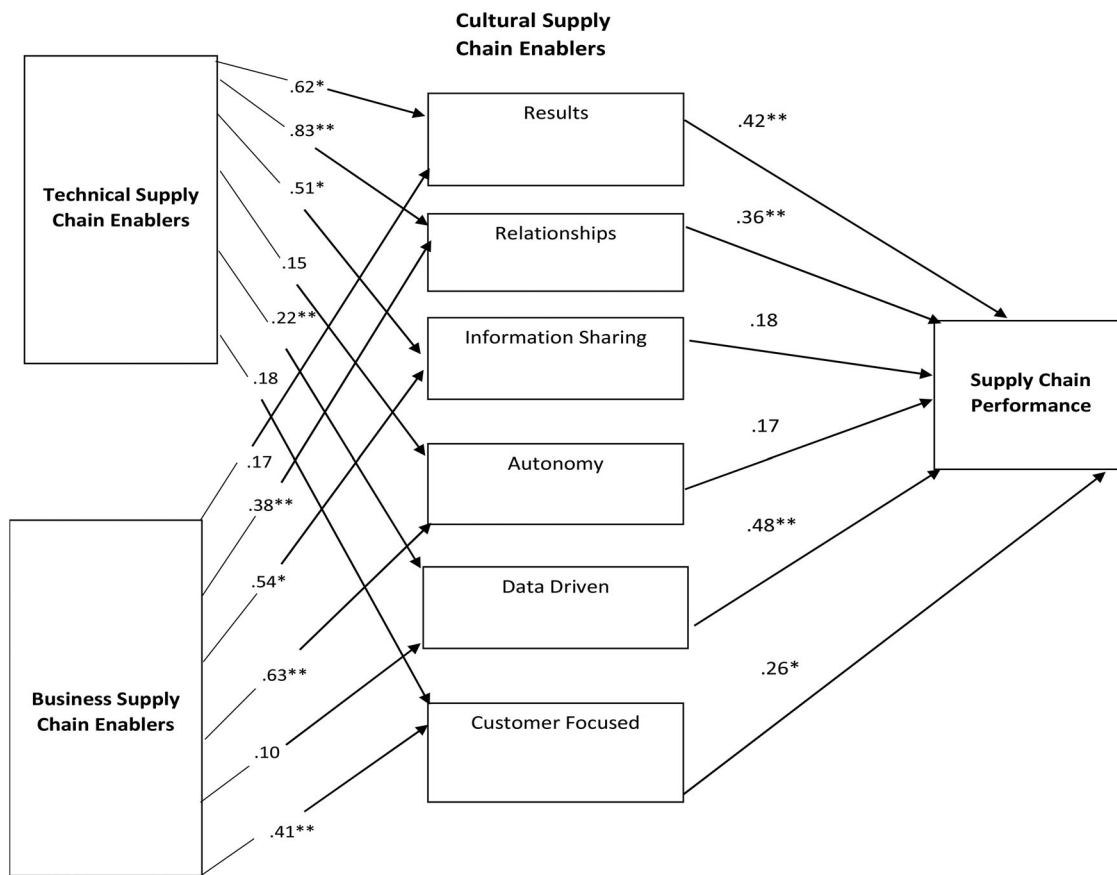 Cultural Supply
Chain Enablers
Technical Supply
Chain Enablers
.62*
.83**
.51*
.15
.22**
.18
Business Supply
Chain Enablers
.17
.38**
.54*
.63**
.10
.41**
Results
Relationships
Information Sharing
Autonomy
Data Driven
Customer Focused
.42**
.36**
.18
.17
.48**
.26*
Supply Chain
Performance